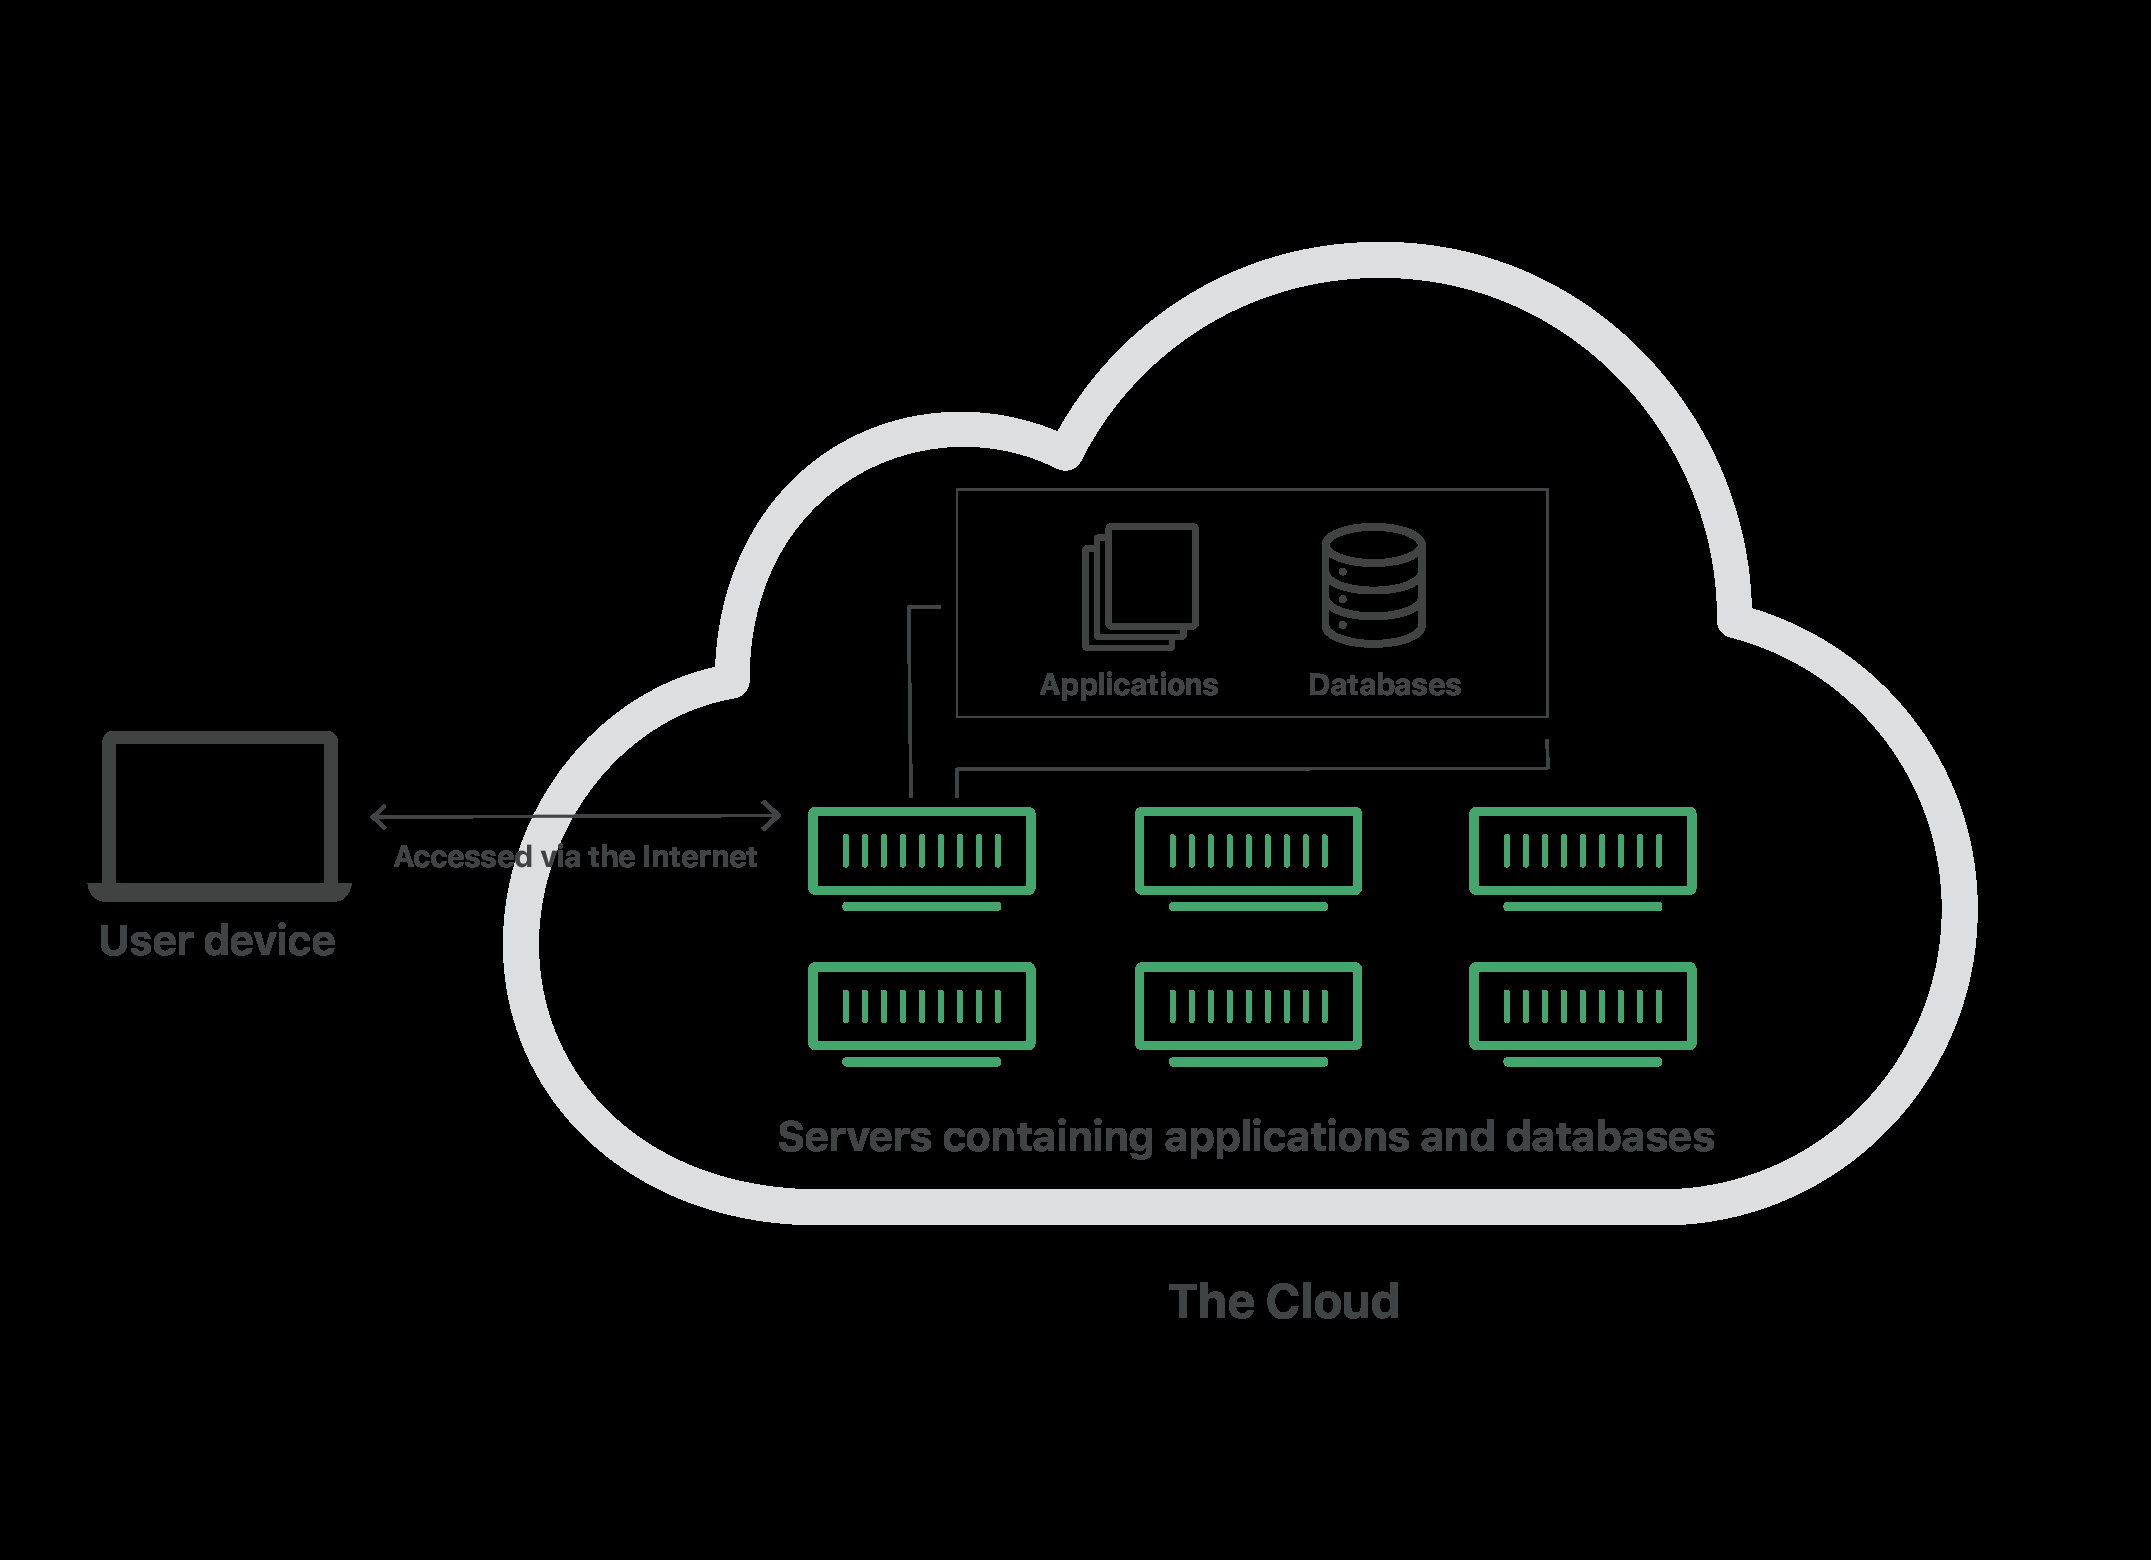 Applications
Databases
Accessed via the Internet
User device
Servers containing applications and databases
The Cloud